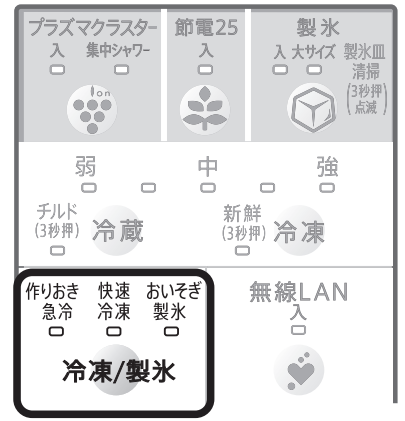 プラズマクラスター
入 集中シャワー
Ion
節電25
入
製氷
入 大サイズ 製氷皿
清掃
(3秒押)
点滅
弱 中 強
チルド
(3秒押)
冷蔵
新鮮
(3秒押)
冷凍
作りおき
急冷
快速
冷凍
おいそぎ
製氷
冷凍/製氷
無線LAN
入